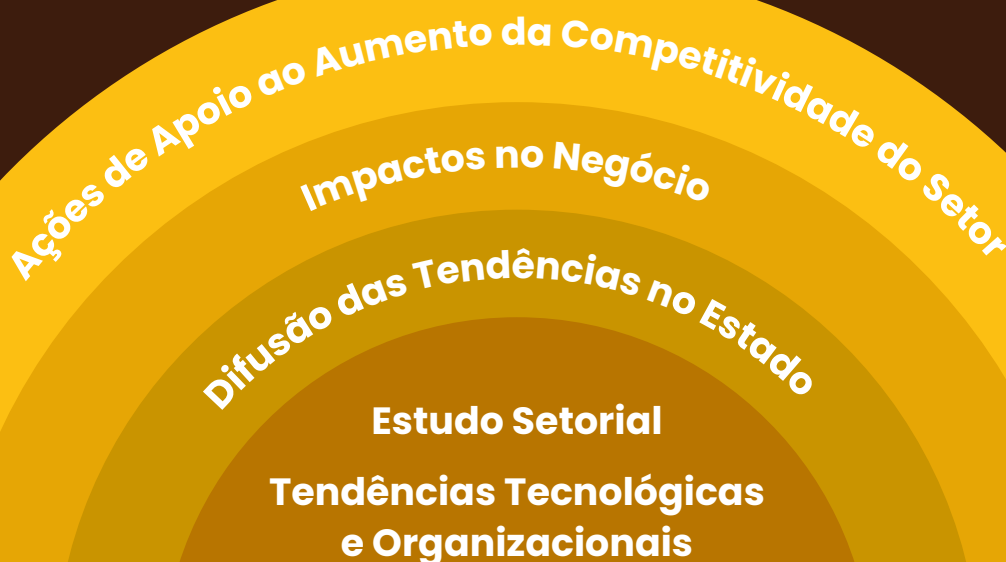 Ações de Apoio ao Aumento da Competitividade do Setor
Impactos no Negócio
Difusão das Tendências no Estado
Estudo Setorial
Tendências Tecnológicas
e Organizacionais